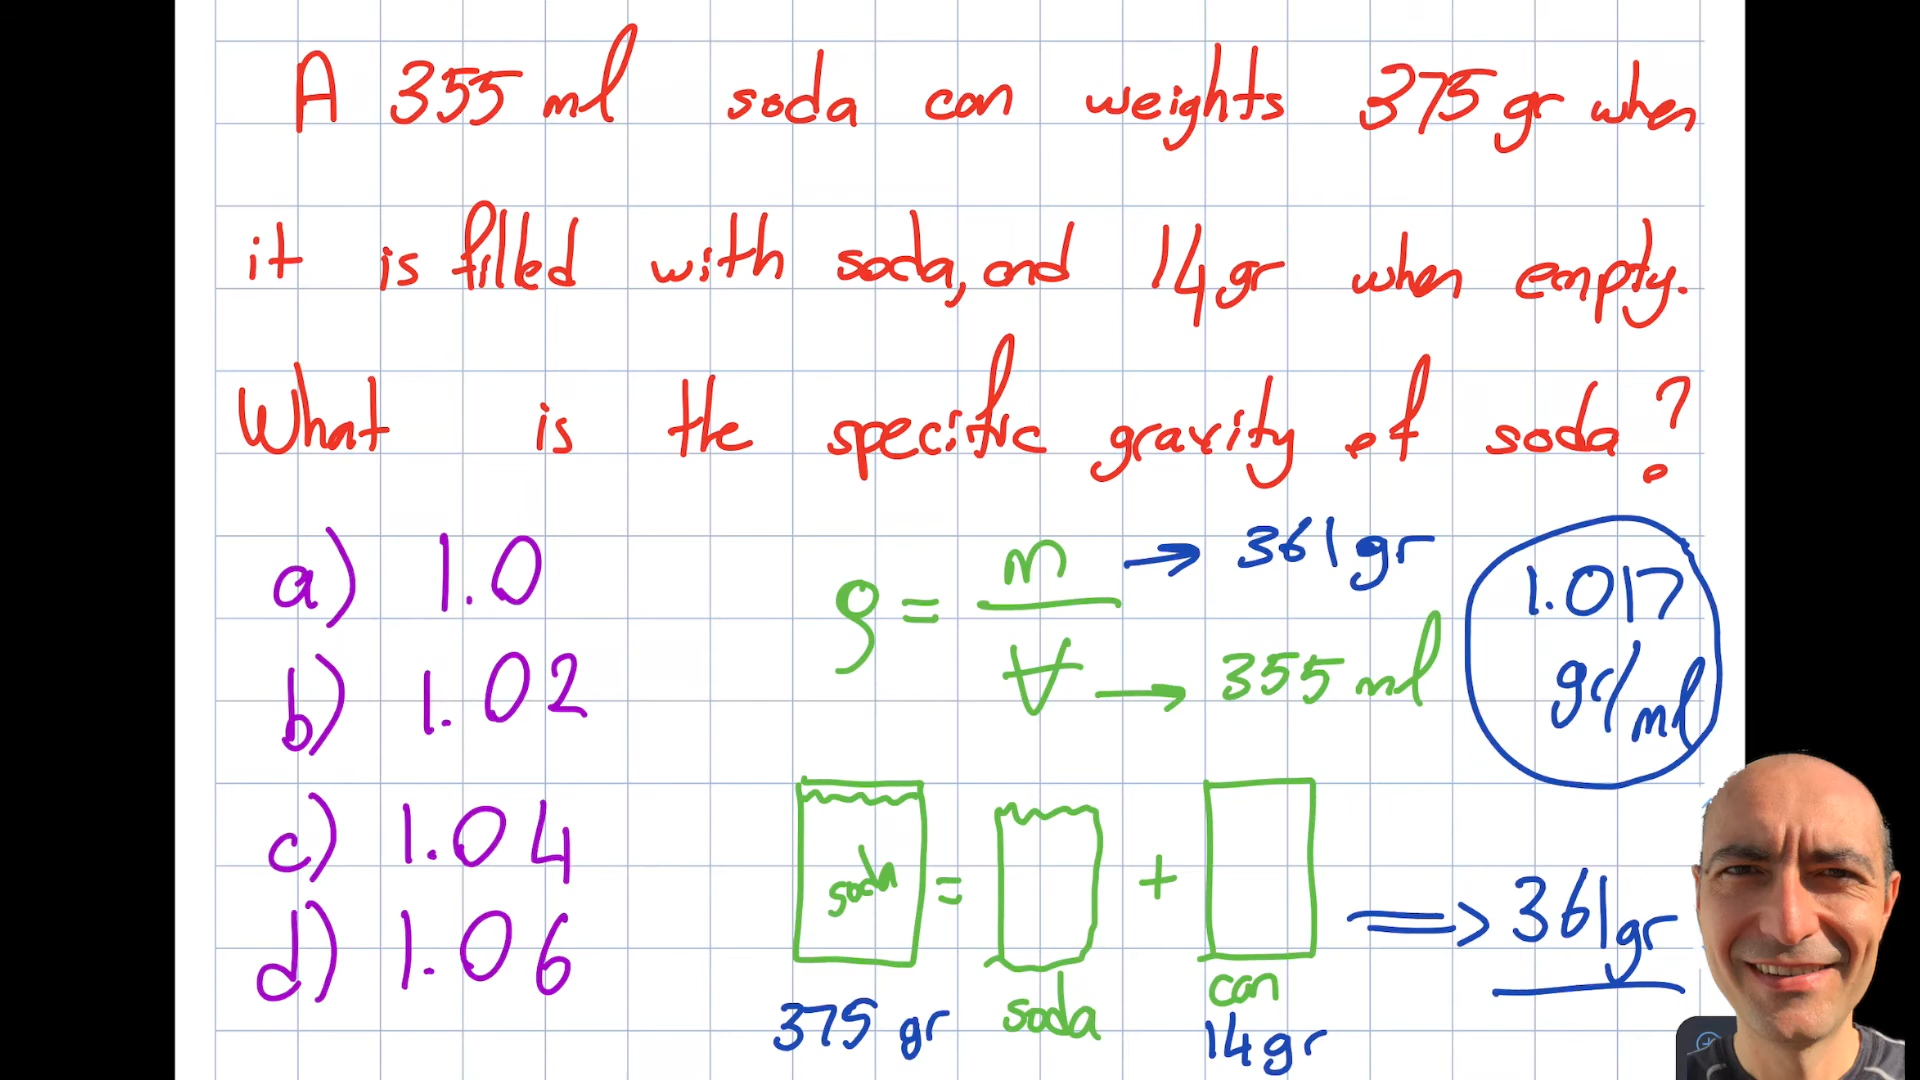 A 355 ml soda can weights 375 gr when
it is filled with soda, and 14 gr when empty.
What is the specific gravity of soda?
a) 1.0
b) 1.02
c) 1.04
d) 1.06
ρ = m/V
→ 361 gr
→ 355 ml
1.017
gr/ml
soda = + => 361 gr
soda
can
375 gr
14 gr